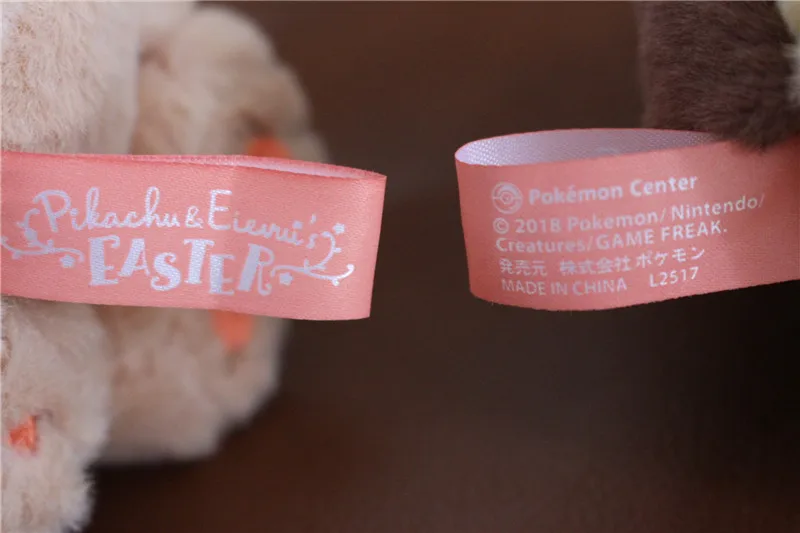 Pikachu & Eievui's
EASTER
Pokémon Center
© 2018 Pokemon/Nintendo/
Creatures/GAME FREAK.
発売元 株式会社ポケモン
MADE IN CHINA L2517